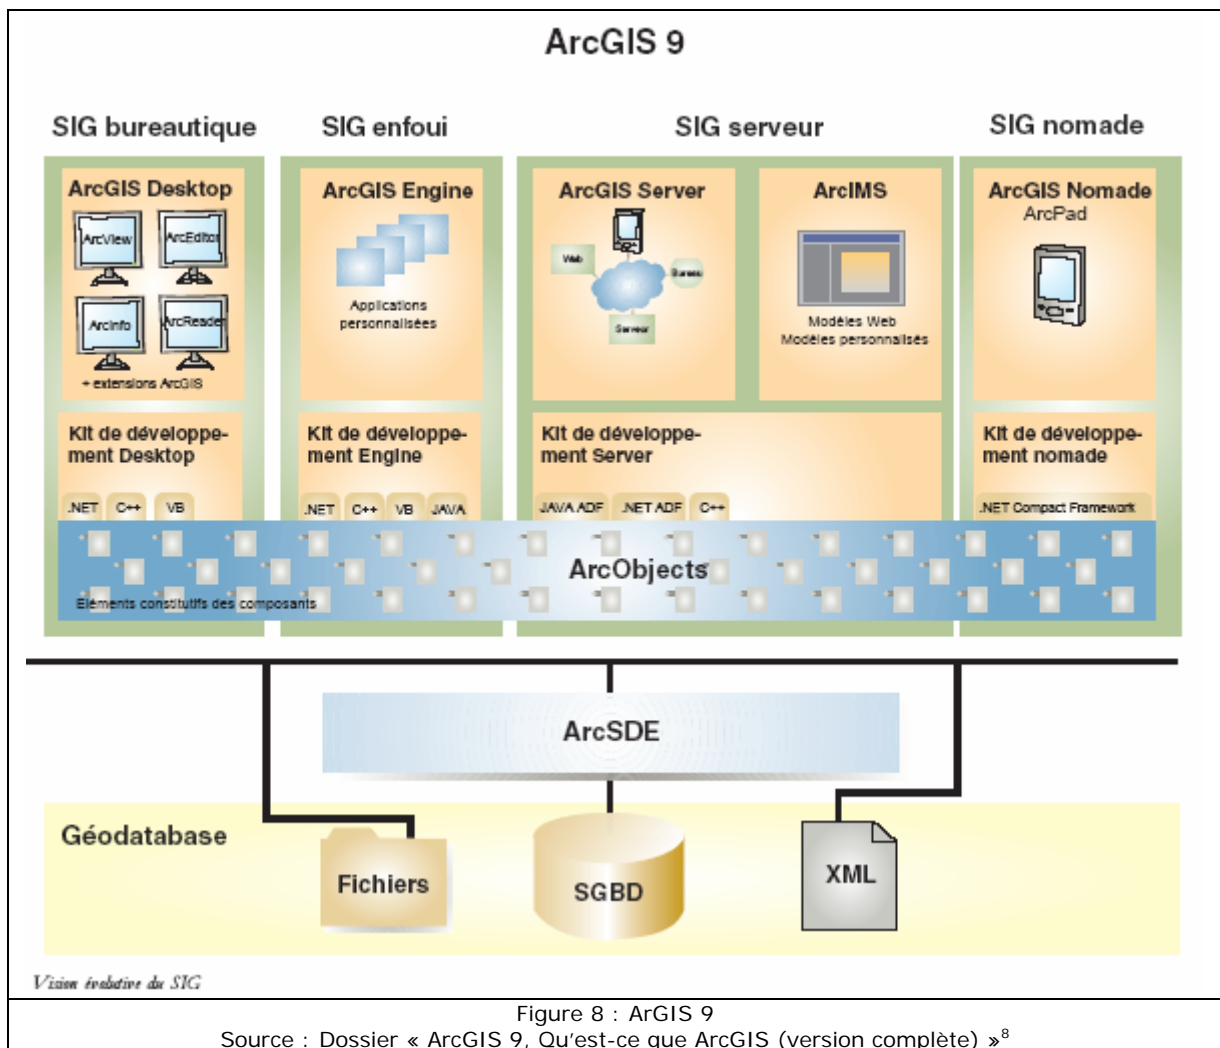 ArcGIS 9
SIG bureautique
SIG enfoui
SIG serveur
SIG nomade
ArcGIS Desktop
ArcView
ArcEditor
ArcInfo
ArcReader
+ extensions ArcGIS
ArcGIS Engine
Applications
personnalisées
ArcGIS Server
Web
Bureau
Serveur
ArcIMS
Modèles Web
Modèles personnalisés
ArcGIS Nomade
ArcPad
Kit de développe-
ment Desktop
.NET
C++
VB
Kit de développe-
ment Engine
.NET
C++
VB
JAVA
Kit de développe-
ment Server
JAVA ADF
.NET ADF
C++
Kit de développe-
ment nomade
.NET Compact Framework
ArcObjects
Eléments constitutifs des composants
ArcSDE
Géodatabase
Fichiers
SGBD
XML
Vision évolutive du SIG
Figure 8 : ArGIS 9
Source : Dossier « ArcGIS 9, Qu'est-ce que ArcGIS (version complète) »8